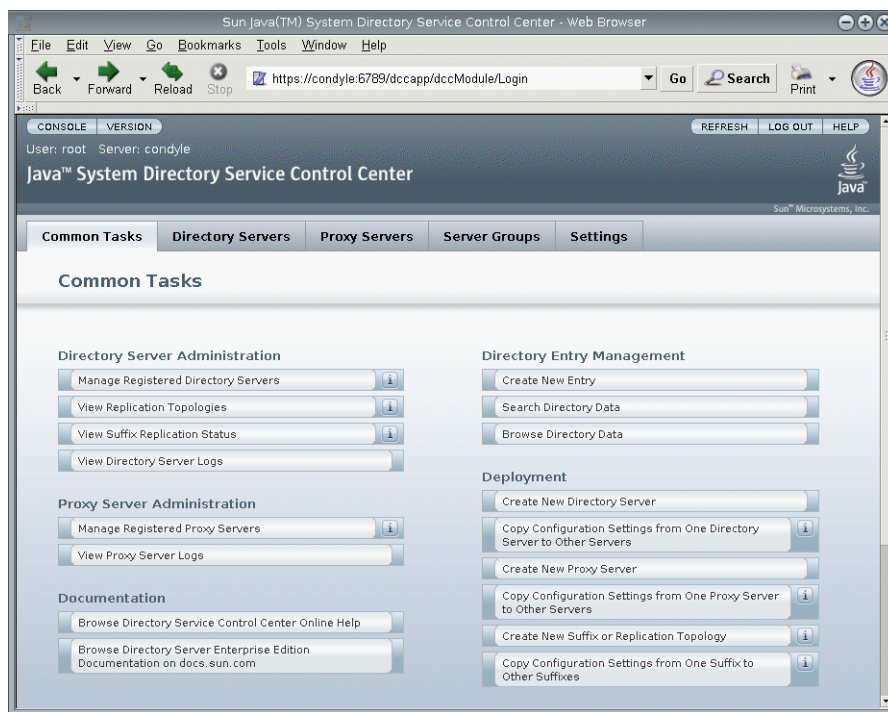 Sun Java(TM) System Directory Service Control Center - Web Browser
File Edit View Go Bookmarks Tools Window Help
Back Forward Reload Stop https://condyle:6789/dccapp/dccModule/Login Go Search Print
CONSOLE VERSION REFRESH LOG OUT HELP
User: root Server: condyle
Java™ System Directory Service Control Center
Java™
Sun™ Microsystems, Inc.
Common Tasks Directory Servers Proxy Servers Server Groups Settings
Common Tasks
Directory Server Administration
Manage Registered Directory Servers
View Replication Topologies
View Suffix Replication Status
View Directory Server Logs
Proxy Server Administration
Manage Registered Proxy Servers
View Proxy Server Logs
Documentation
Browse Directory Service Control Center Online Help
Browse Directory Server Enterprise Edition
Documentation on docs.sun.com
Directory Entry Management
Create New Entry
Search Directory Data
Browse Directory Data
Deployment
Create New Directory Server
Copy Configuration Settings from One Directory
Server to Other Servers
Create New Proxy Server
Copy Configuration Settings from One Proxy Server
to Other Servers
Create New Suffix or Replication Topology
Copy Configuration Settings from One Suffix to
Other Suffixes